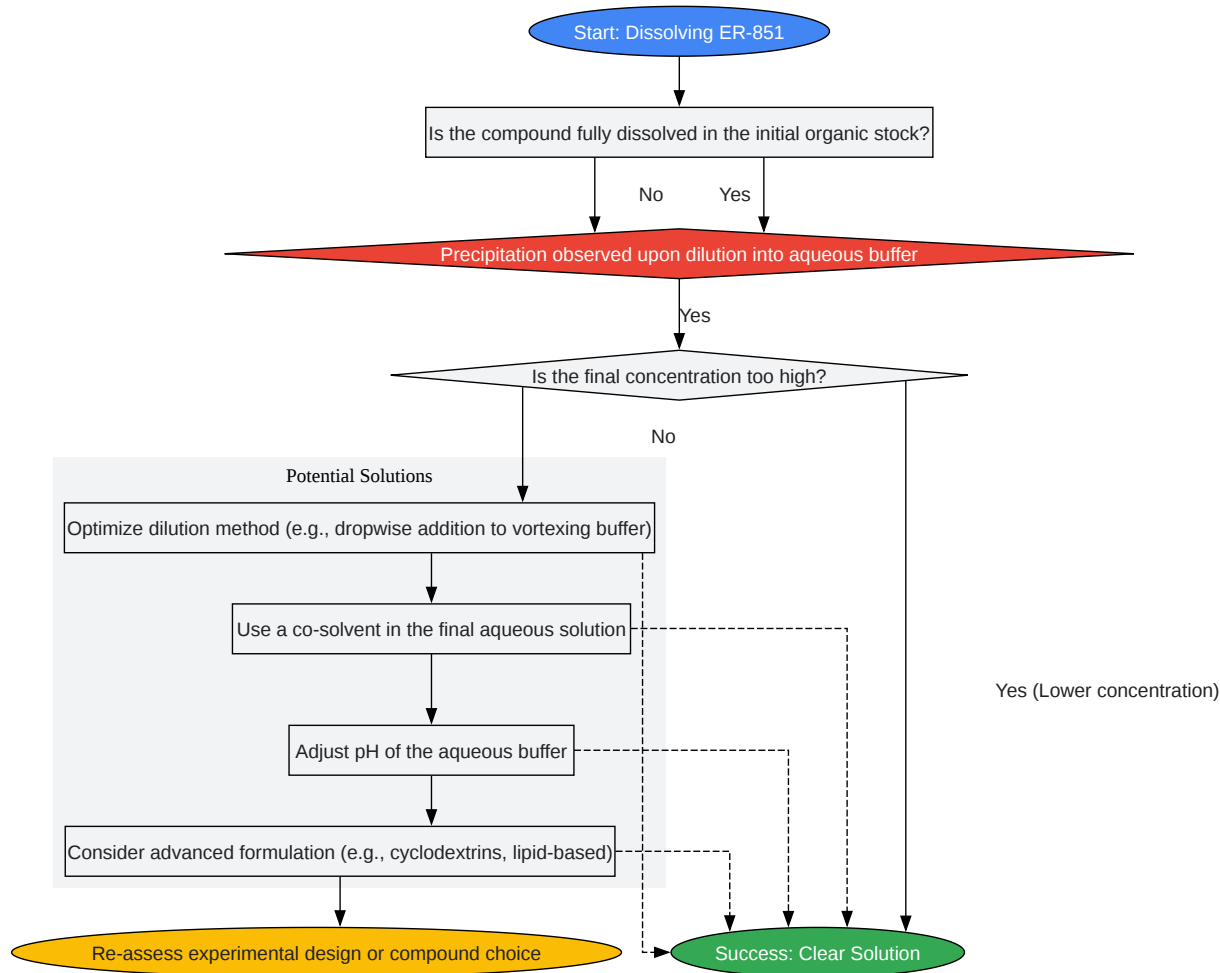 Start: Dissolving ER-851
Is the compound fully dissolved in the initial organic stock?
No
Yes
Precipitation observed upon dilution into aqueous buffer
Yes
Is the final concentration too high?
No
Potential Solutions
Optimize dilution method (e.g., dropwise addition to vortexing buffer)
Use a co-solvent in the final aqueous solution
Yes (Lower concentration)
Adjust pH of the aqueous buffer
Consider advanced formulation (e.g., cyclodextrins, lipid-based)
Re-assess experimental design or compound choice
Success: Clear Solution